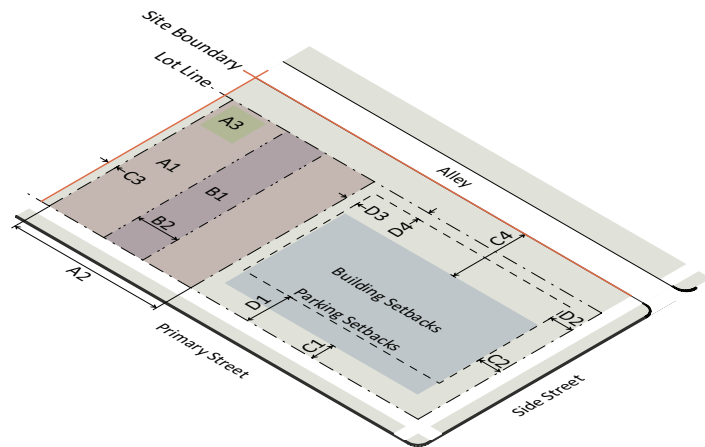 Site Boundary
Lot Line
A3
A1
C3
B1
B2
A2
Alley
D3
D4
C4
Building Setbacks
Parking Setbacks
D1
C1
D2
C2
Primary Street
Side Street